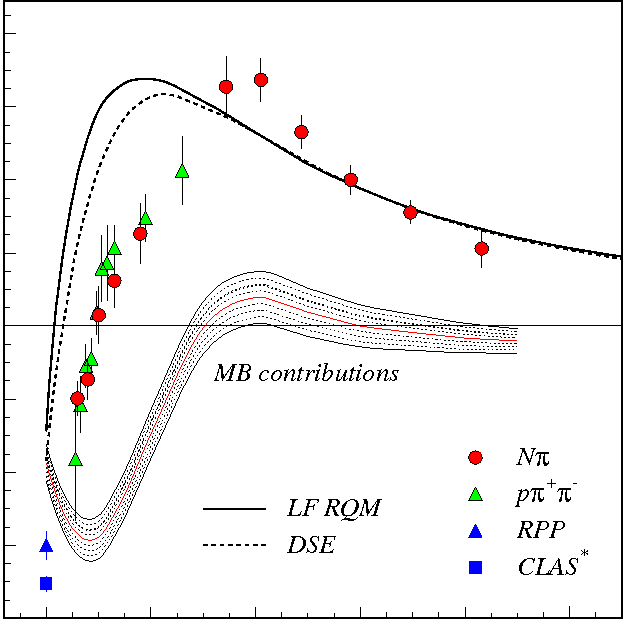 MB contributions
Nπ
LF RQM
pπ⁺π⁻
DSE
RPP
CLAS*